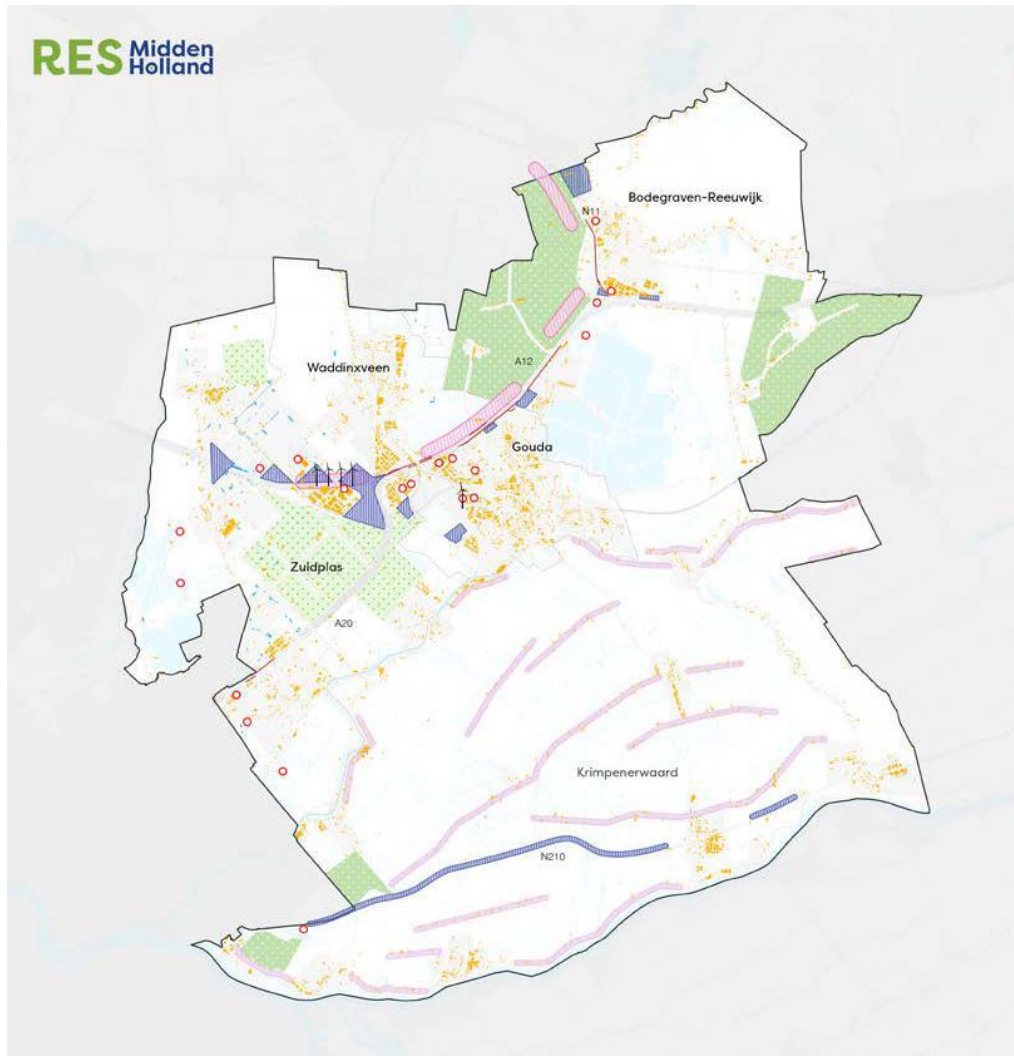 RES Midden
Holland
Bodegraven-Reeuwijk
N11
Waddinxveen
A12
Gouda
Zuidplas
A20
Krimpenerwaard
N210